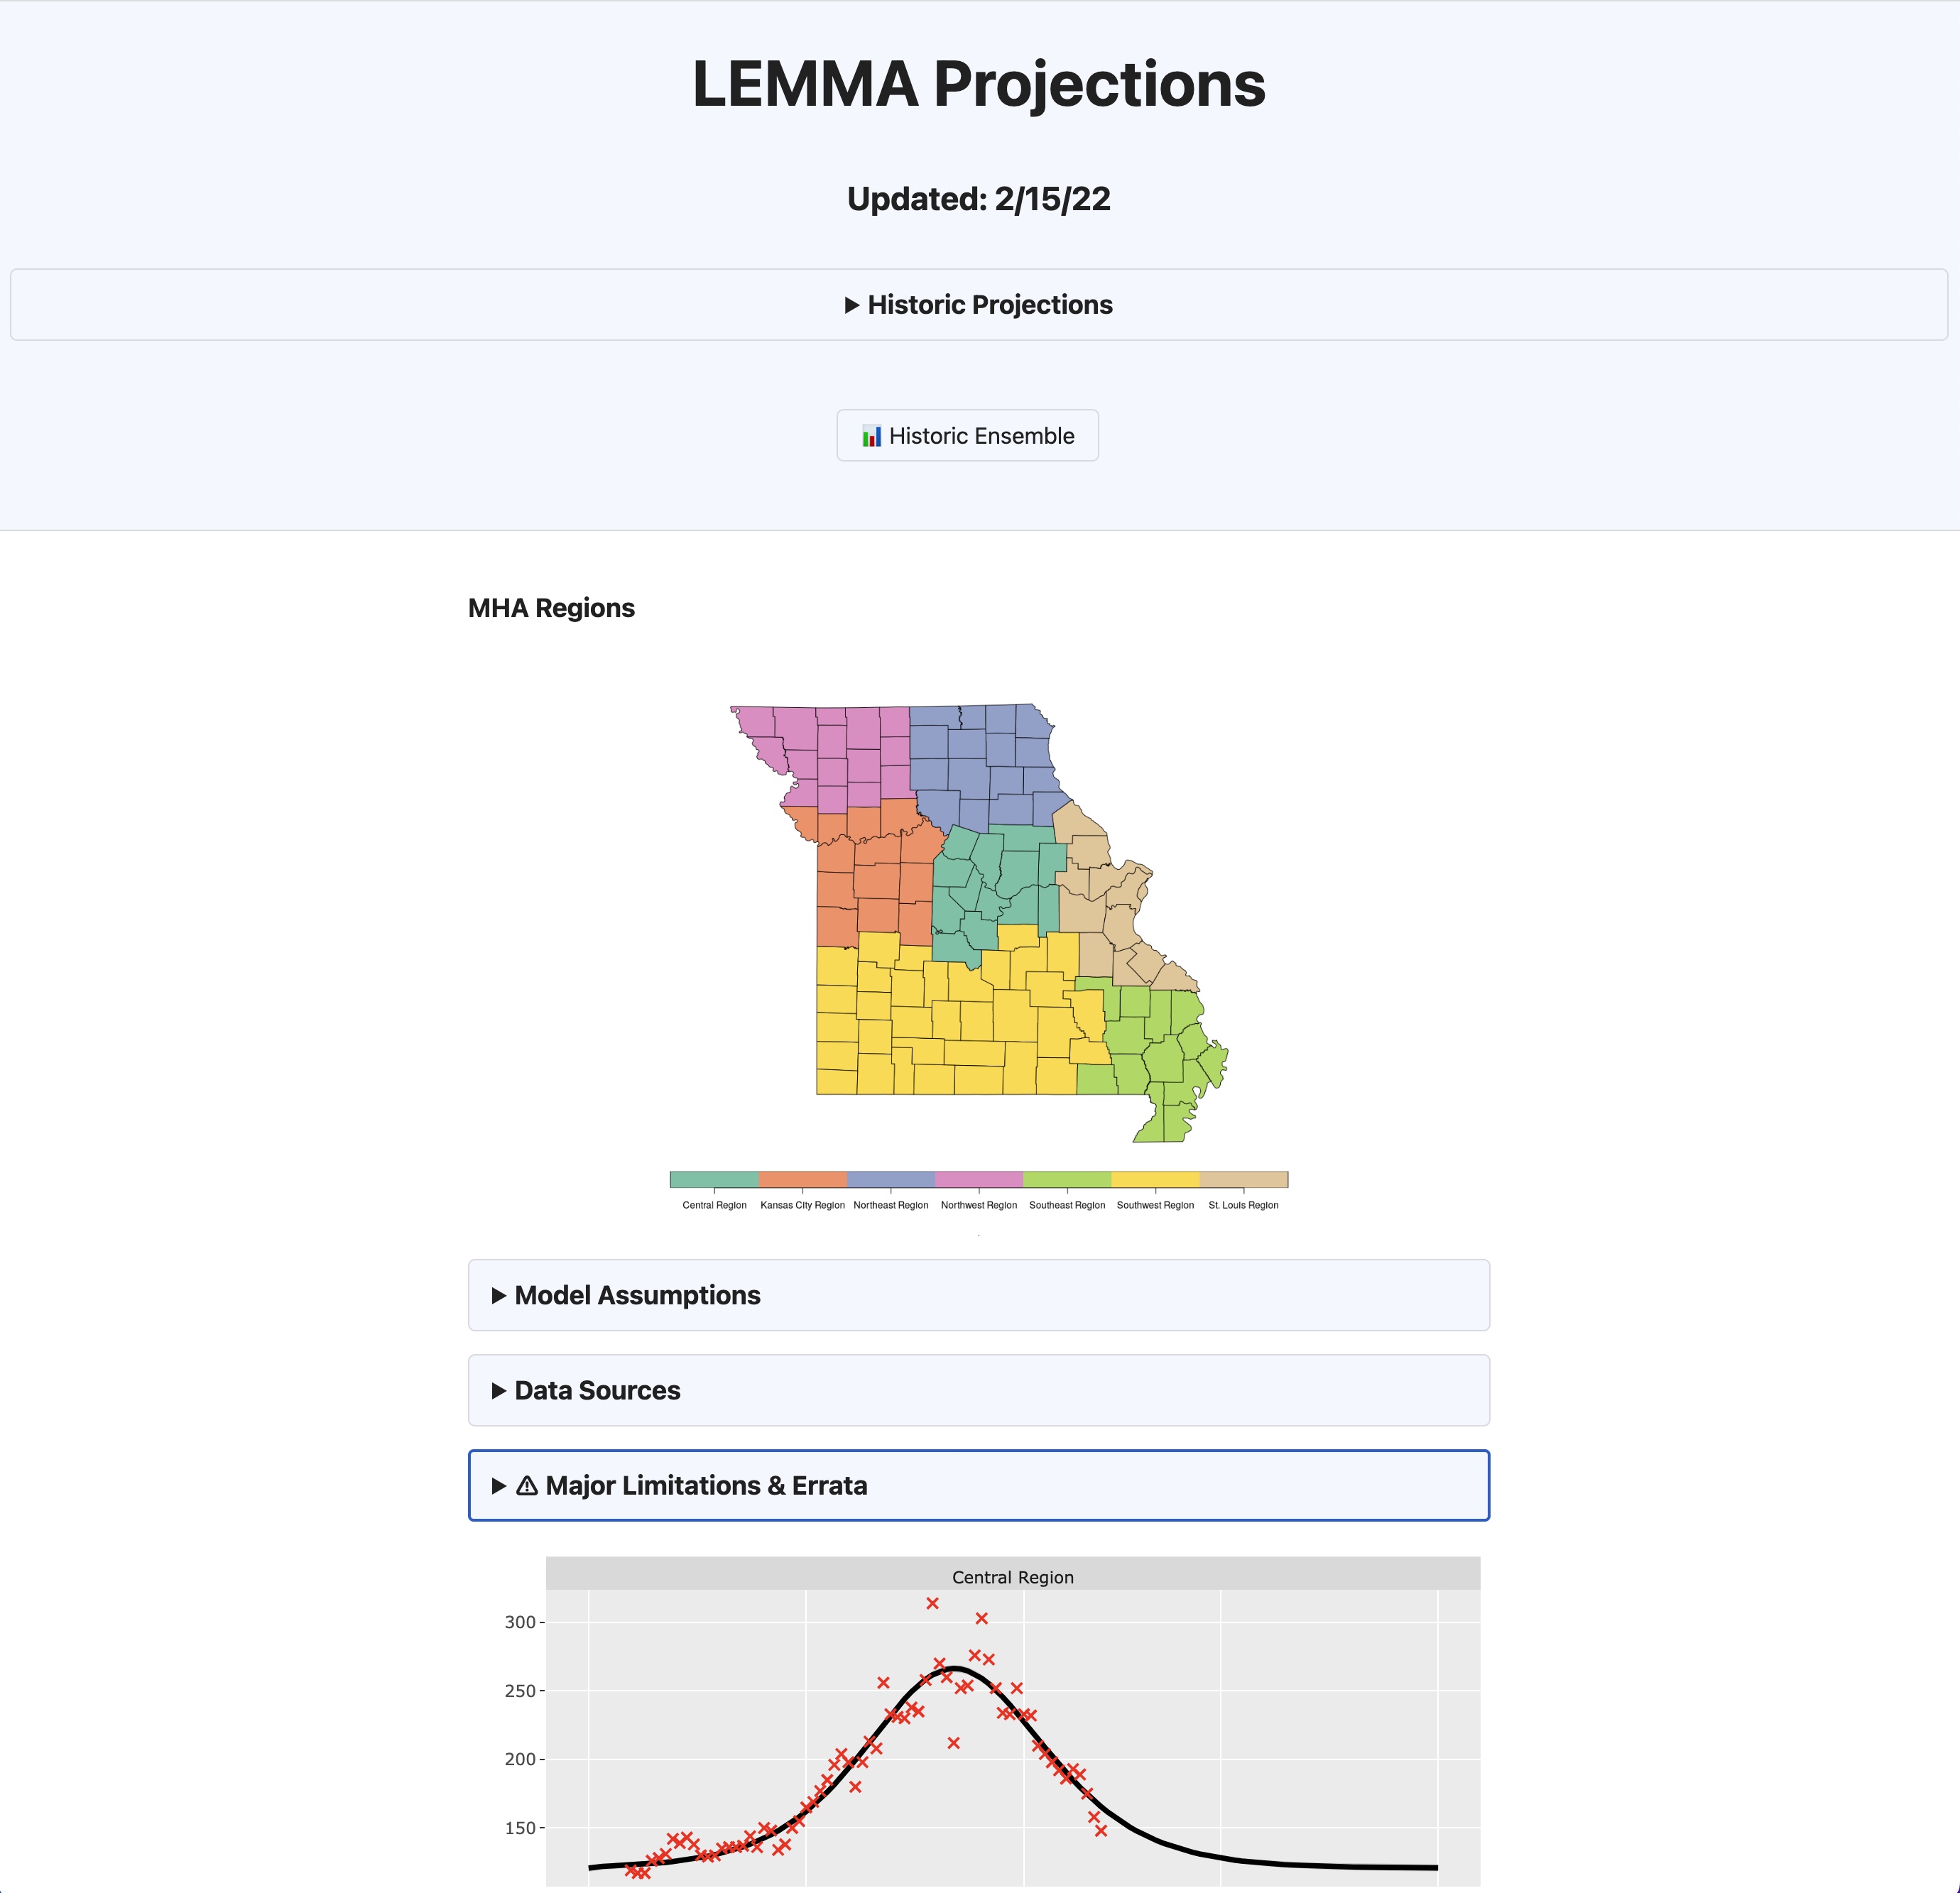 LEMMA Projections
Updated: 2/15/22
▶ Historic Projections
📊 Historic Ensemble
MHA Regions
Central Region
Kansas City Region
Northeast Region
Northwest Region
Southeast Region
Southwest Region
St. Louis Region
▶ Model Assumptions
▶ Data Sources
▶ ⚠ Major Limitations & Errata
Central Region
300
250
200
150